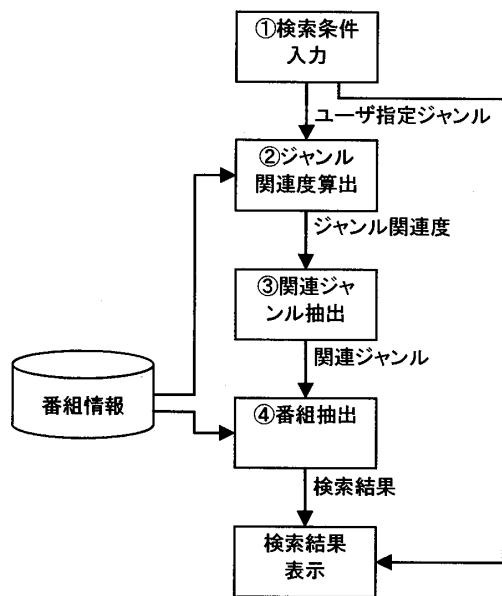 ①検索条件
入力
ユーザ指定ジャンル
②ジャンル
関連度算出
ジャンル関連度
③関連ジャ
ンル抽出
関連ジャンル
番組情報
④番組抽出
検索結果
検索結果
表示